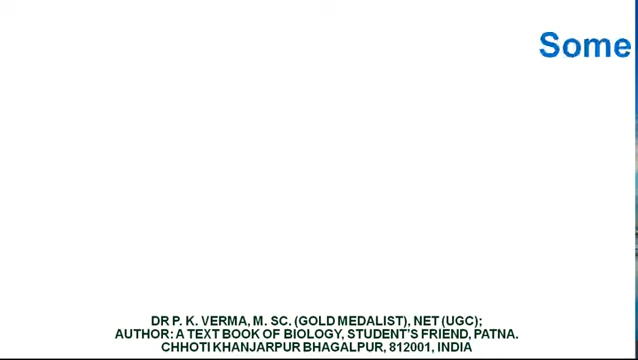 Some
DR P. K. VERMA, M. SC. (GOLD MEDALIST), NET (UGC);
AUTHOR: A TEXT BOOK OF BIOLOGY, STUDENT'S FRIEND, PATNA.
CHHOTI KHANJARPUR BHAGALPUR, 812001, INDIA